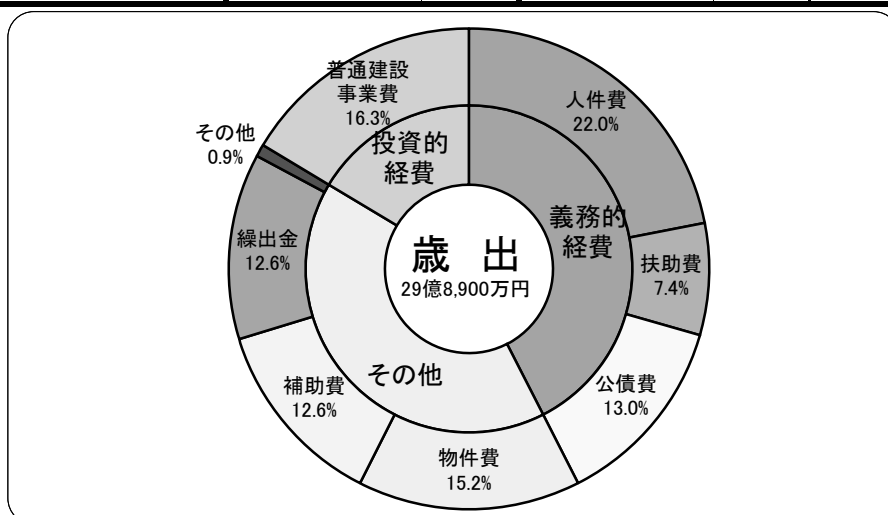 普通建設
事業費
16.3%
人件費
22.0%
その他
0.9%
投資的
経費
義務的
経費
繰出金
12.6%
歳 出
29億8,900万円
扶助費
7.4%
その他
補助費
12.6%
公債費
13.0%
物件費
15.2%